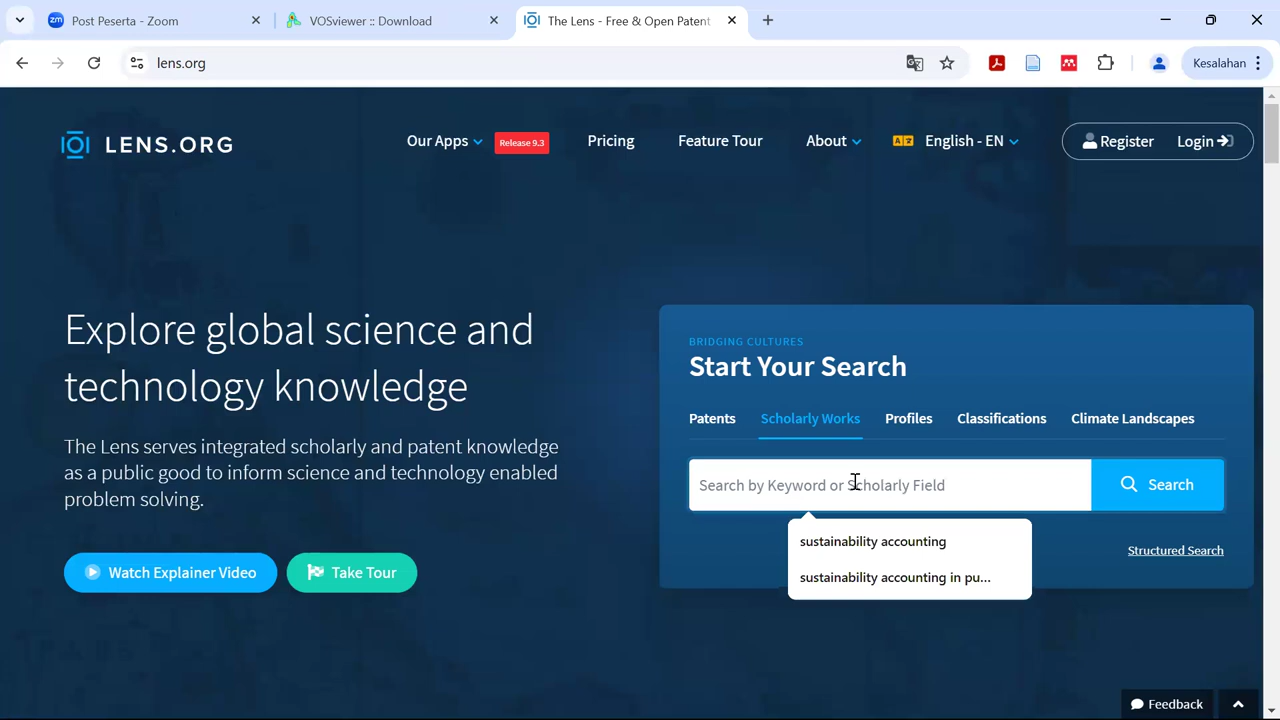 Post Peserta - Zoom
VOSviewer :: Download
The Lens - Free & Open Patent
lens.org
Kesalahan
LENS.ORG
Our Apps
Release 9.3
Pricing
Feature Tour
About
English - EN
Register
Login
Explore global science and
technology knowledge
The Lens serves integrated scholarly and patent knowledge
as a public good to inform science and technology enabled
problem solving.
Watch Explainer Video
Take Tour
BRIDGING CULTURES
Start Your Search
Patents
Scholarly Works
Profiles
Classifications
Climate Landscapes
Search by Keyword or Scholarly Field
Search
sustainability accounting
sustainability accounting in pu...
Structured Search
Feedback